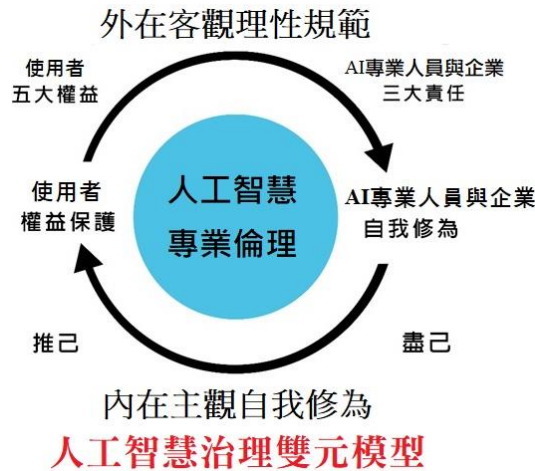 外在客觀理性規範
使用者
五大權益
AI專業人員與企業
三大責任
使用者
權益保護
人工智慧
專業倫理
AI專業人員與企業
自我修為
推己
盡己
內在主觀自我修為
人工智慧治理雙元模型